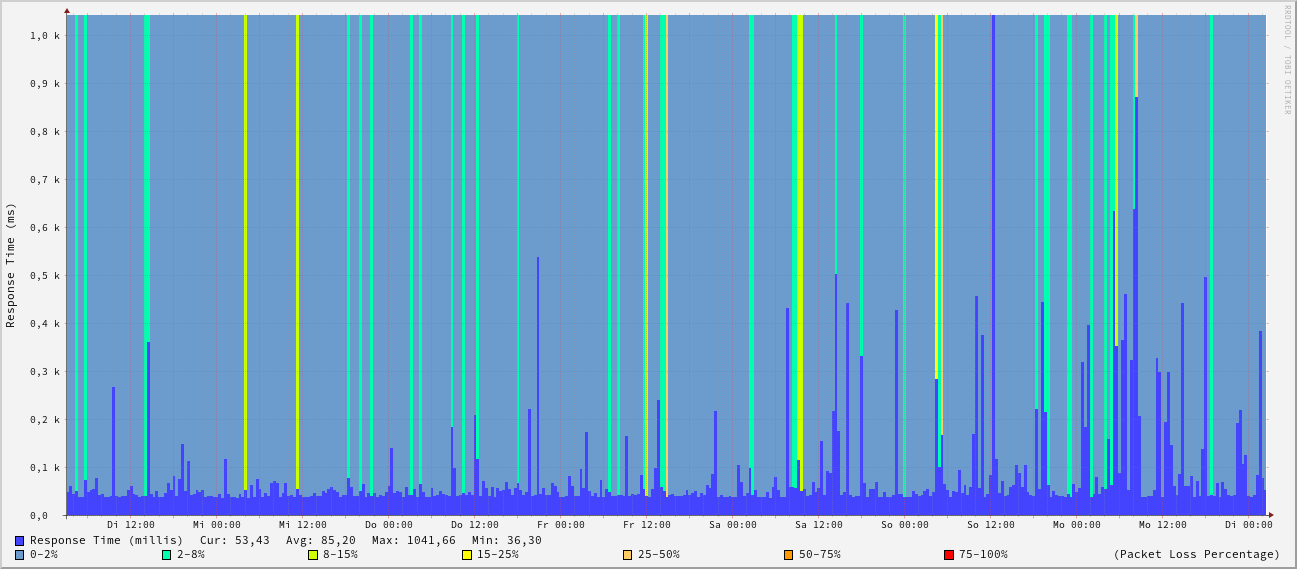 RRDTOOL / TOBI OETIKER
Response Time (ms)
1,0 k
0,9 k
0,8 k
0,7 k
0,6 k
0,5 k
0,4 k
0,3 k
0,2 k
0,1 k
0,0
Di 12:00 Mi 00:00 Mi 12:00 Do 00:00 Do 12:00 Fr 00:00 Fr 12:00 Sa 00:00 Sa 12:00 So 00:00 So 12:00 Mo 00:00 Mo 12:00 Di 00:00
Response Time (millis) Cur: 53,43 Avg: 85,20 Max: 1041,66 Min: 36,30
0-2% 2-8% 8-15% 15-25% 25-50% 50-75% 75-100% (Packet Loss Percentage)